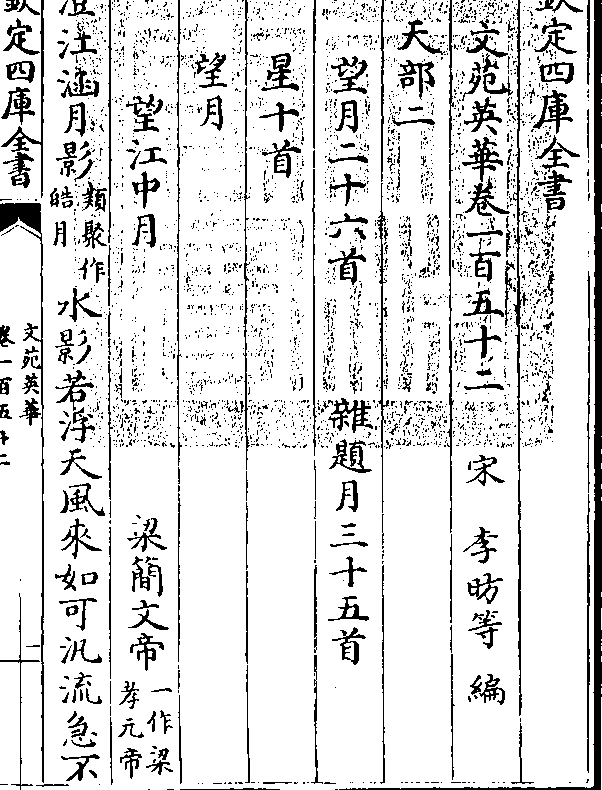 欽定四庫全書
文苑英華卷一百五十二 宋 李昉等 編
天部二
望月二十六首 雜題月三十五首
星十首
望月
望江中月 梁簡文帝 一作梁孝元帝
澄江涵月影 類聚作皓月 水影若浮天風來如可汎流急不
欽定四庫全書 文苑英華 卷一百五十二 一